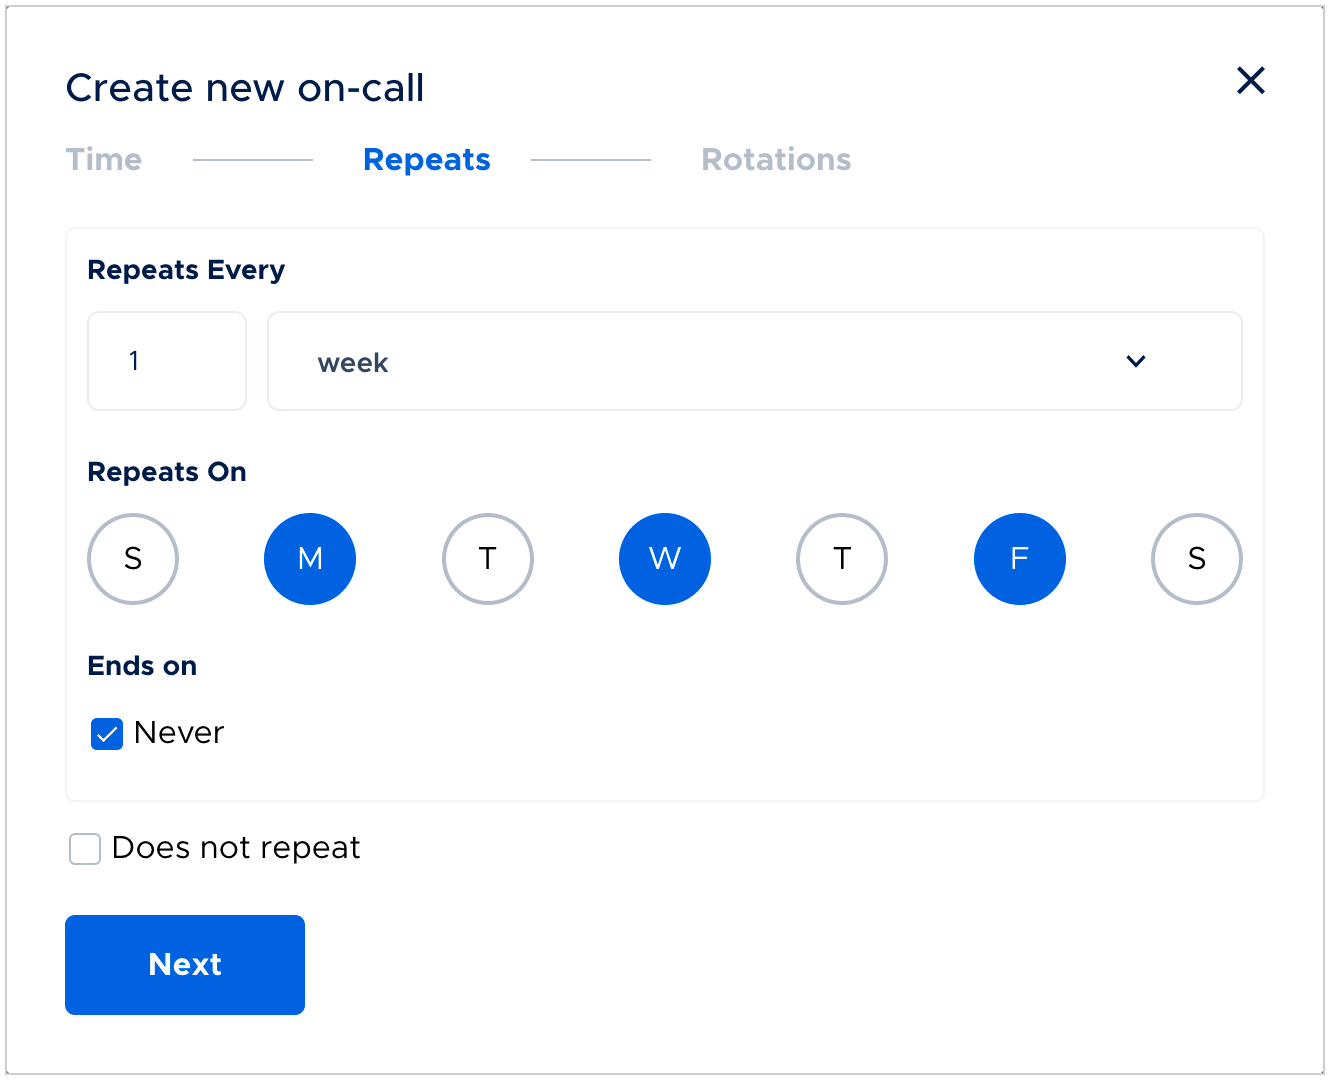 Create new on-call
Time Repeats Rotations
Repeats Every
1 week
Repeats On
S M T W T F S
Ends on
Never
Does not repeat
Next